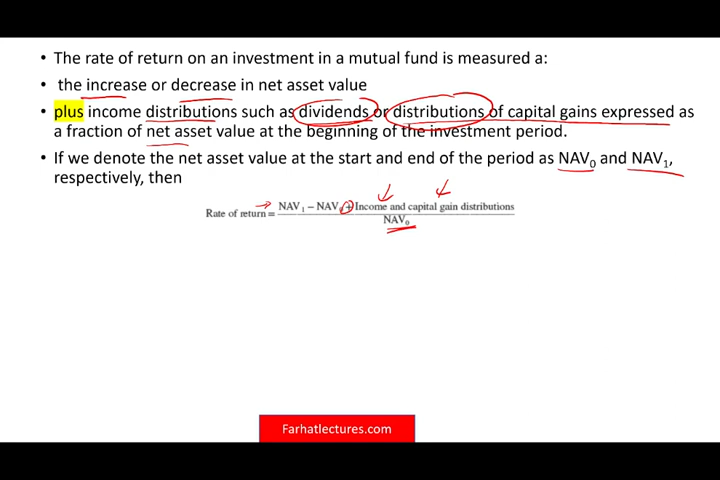 • The rate of return on an investment in a mutual fund is measured a:
• the increase or decrease in net asset value
• plus income distributions such as dividends or distributions of capital gains expressed as
a fraction of net asset value at the beginning of the investment period.
• If we denote the net asset value at the start and end of the period as NAV₀ and NAV₁,
respectively, then
Rate of return = NAV₁ − NAV₀ + Income and capital gain distributions
NAV₀
Farhatlectures.com